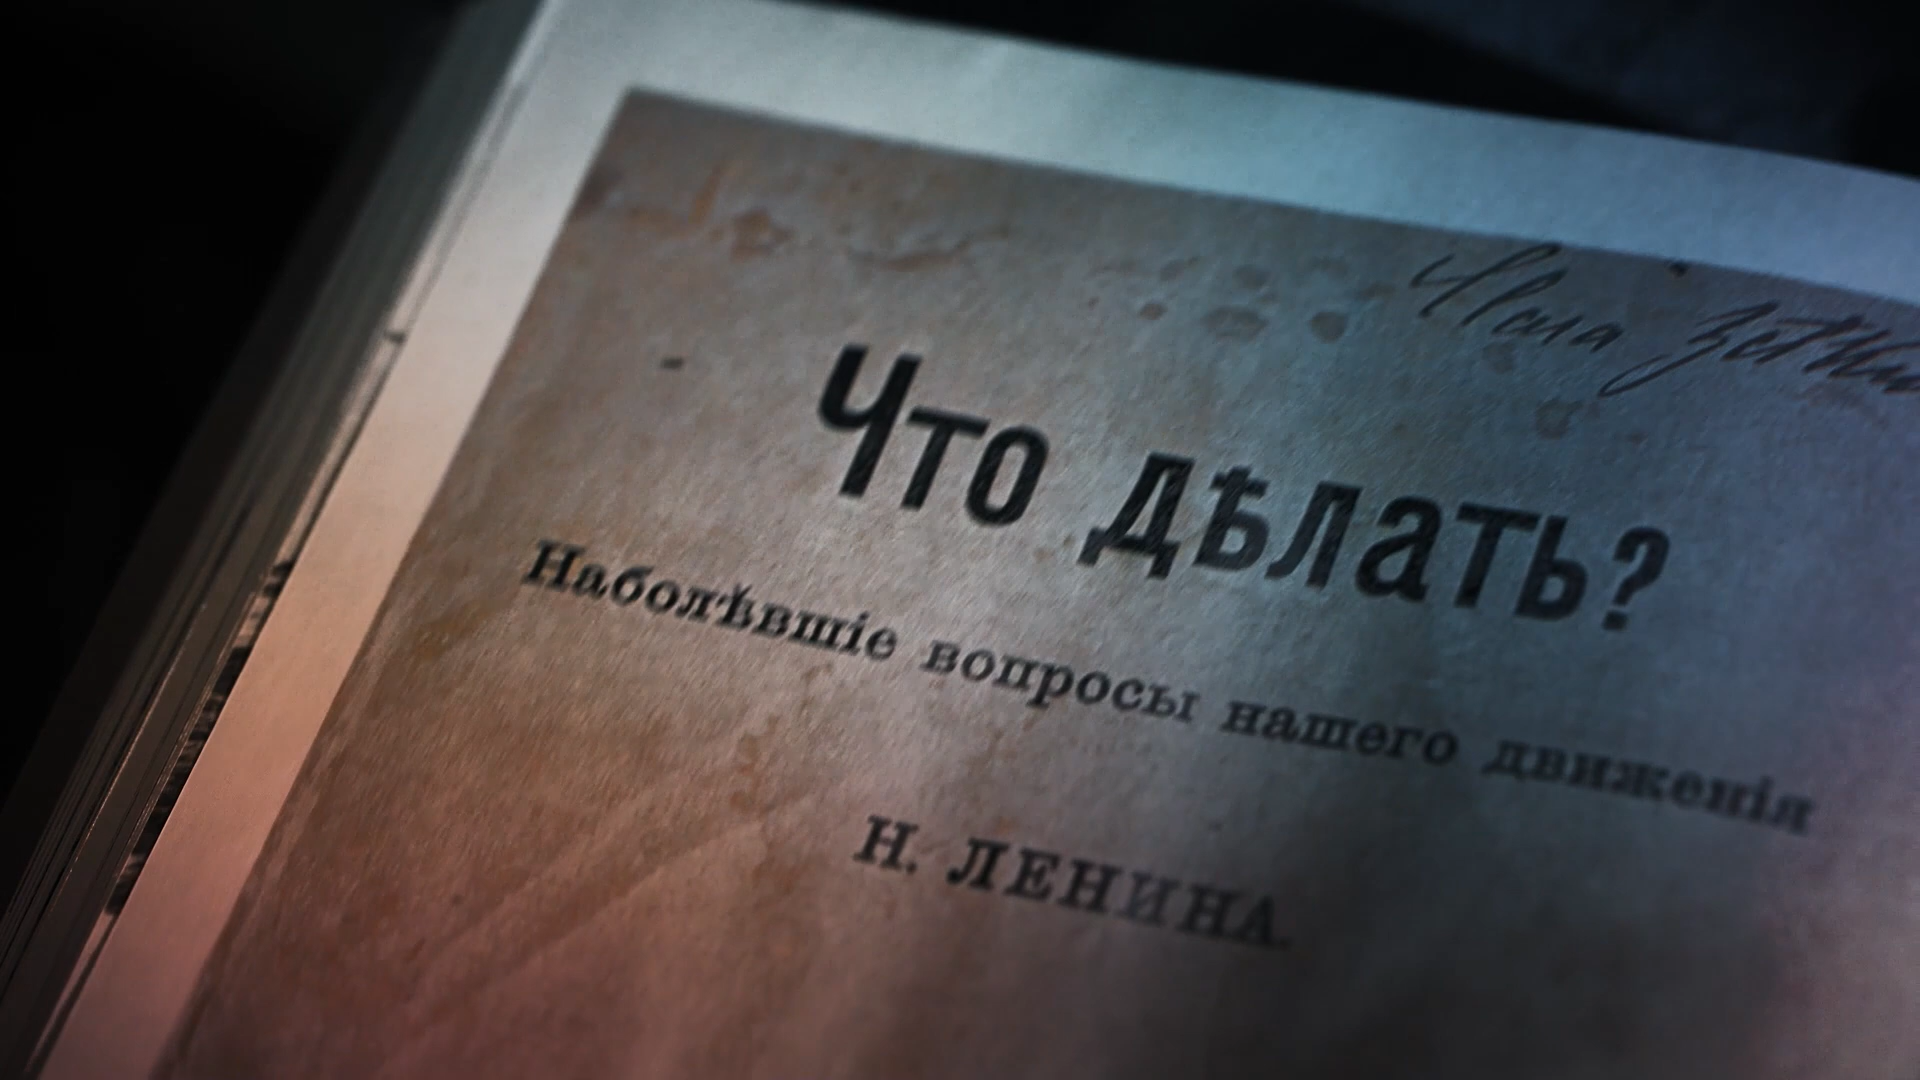 Что дѣлать?
Наболѣвшіе вопросы нашего движенія
Н. ЛЕНИНА.